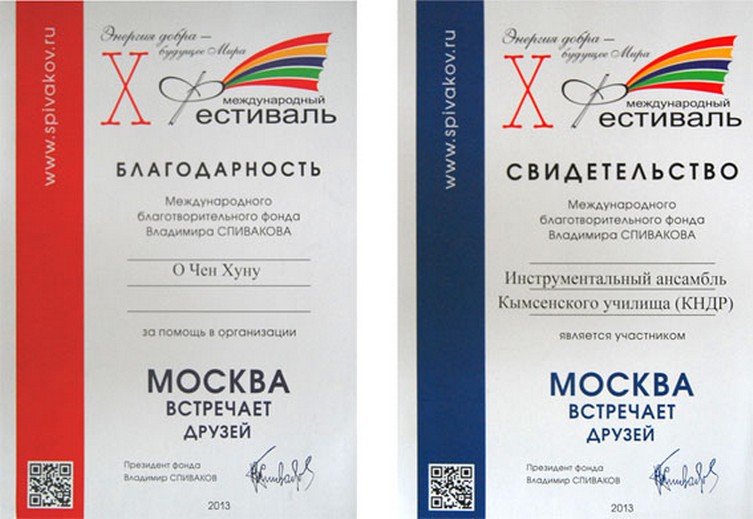 www.spivakov.ru
Энергия добра —
будущее Мира
X
международный
Фестиваль
БЛАГОДАРНОСТЬ
Международного
благотворительного фонда
Владимира СПИВАКОВА
О Чен Хуну
за помощь в организации
МОСКВА
ВСТРЕЧАЕТ
ДРУЗЕЙ
Президент фонда
Владимир СПИВАКОВ
2013
www.spivakov.ru
Энергия добра —
будущее Мира
X
международный
Фестиваль
СВИДЕТЕЛЬСТВО
Международного
благотворительного фонда
Владимира СПИВАКОВА
Инструментальный ансамбль
Кымсенского училища (КНДР)
является участником
МОСКВА
ВСТРЕЧАЕТ
ДРУЗЕЙ
Президент фонда
Владимир СПИВАКОВ
2013